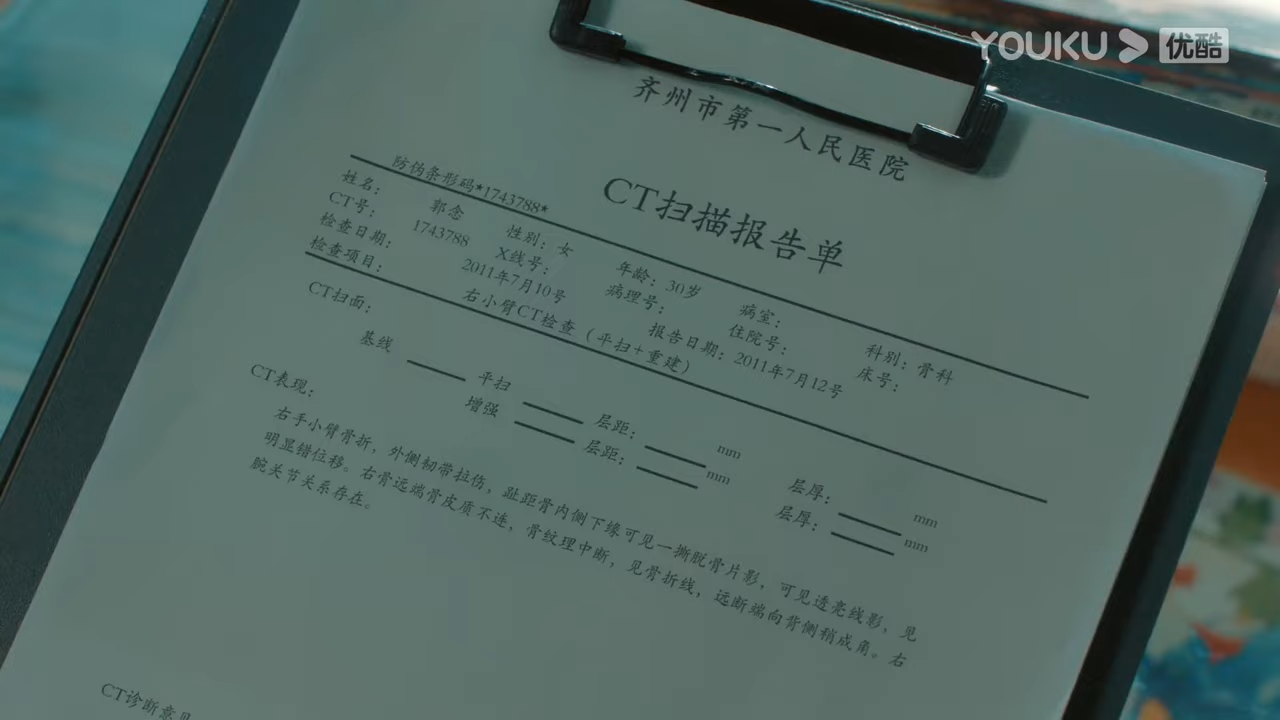 YOUKU 优酷
齐州市第一人民医院
CT扫描报告单
防伪条形码*1743788*
姓名： 郭念 性别：女 年龄：30岁 病室： 科别：骨科
CT号： 1743788 X线号： 病理号： 住院号： 床号：
检查日期： 2011年7月10号 报告日期：2011年7月12号
检查项目： 右小臂CT检查（平扫+重建）
CT扫面：
基线 平扫 层距： mm 层厚： mm
增强 层距： mm 层厚： mm
CT表现：
右手小臂骨折，外侧韧带拉伤，趾距骨内侧下缘可见一撕脱骨片影，可见透亮线影，见
明显错位移。右骨远端骨皮质不连，骨纹理中断，见骨折线，远断端向背侧稍成角。右
腕关节关系存在。
CT诊断意见